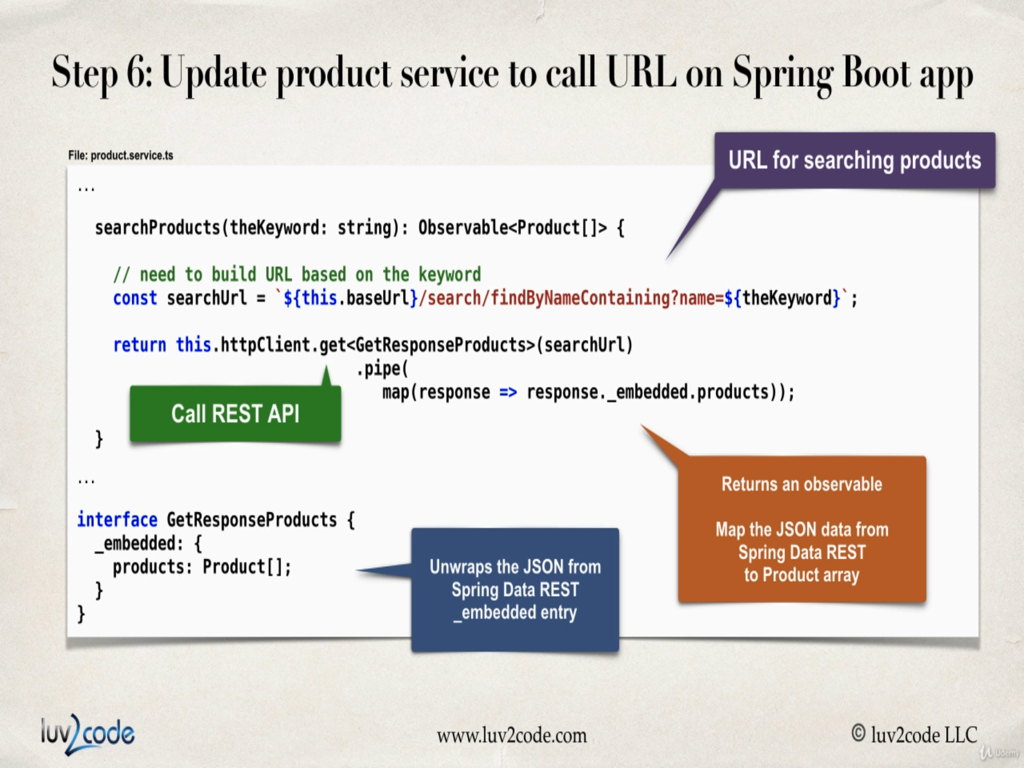 Step 6: Update product service to call URL on Spring Boot app
File: product.service.ts
URL for searching products
...
searchProducts(theKeyword: string): Observable<Product[]> {
// need to build URL based on the keyword
const searchUrl = `${this.baseUrl}/search/findByNameContaining?name=${theKeyword}`;
return this.httpClient.get<GetResponseProducts>(searchUrl)
.pipe(
map(response => response._embedded.products));
Call REST API
}
...
Returns an observable
Map the JSON data from
Spring Data REST
to Product array
interface GetResponseProducts {
_embedded: {
products: Product[];
}
}
Unwraps the JSON from
Spring Data REST
_embedded entry
luv2code
www.luv2code.com
© luv2code LLC
Udemy